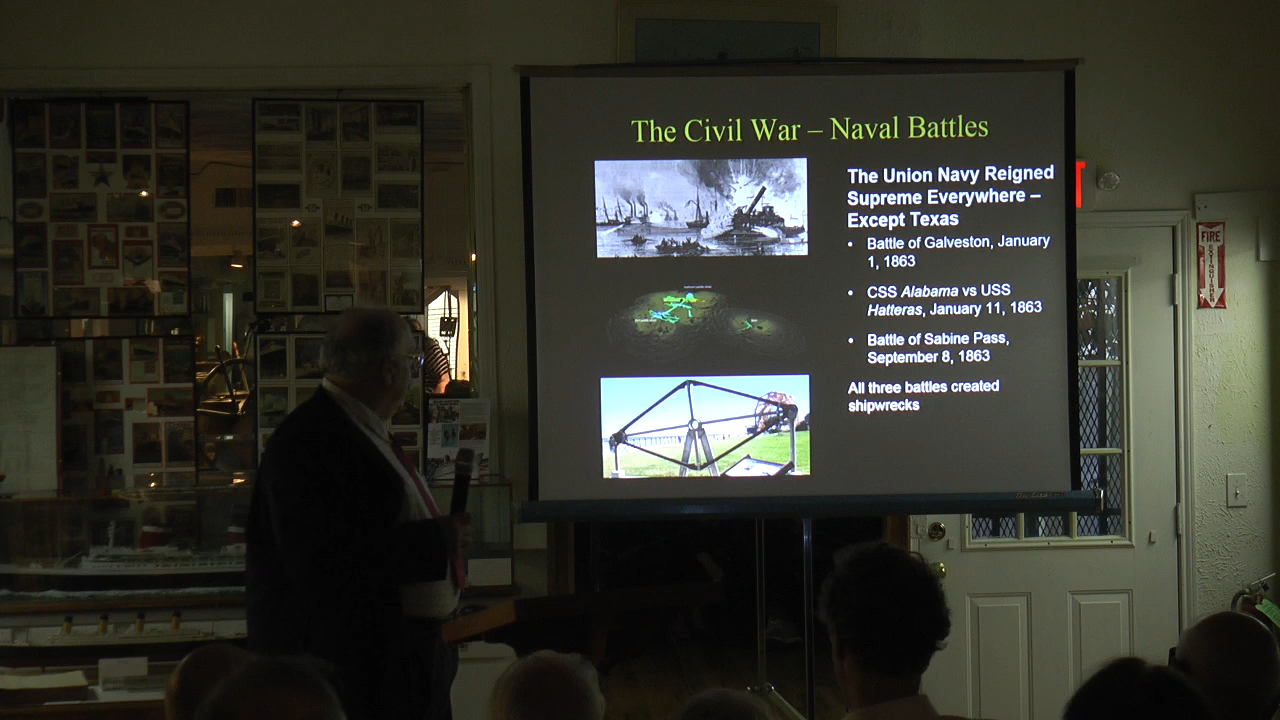 The Civil War – Naval Battles
The Union Navy Reigned
Supreme Everywhere –
Except Texas
• Battle of Galveston, January
1, 1863
• CSS Alabama vs USS
Hatteras, January 11, 1863
• Battle of Sabine Pass,
September 8, 1863
All three battles created
shipwrecks
FIRE
EXTINGUISHER